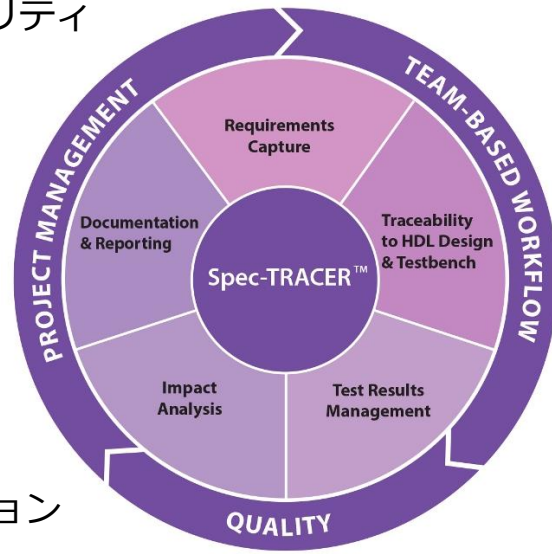 リティ
PROJECT MANAGEMENT
TEAM-BASED WORKFLOW
Requirements
Capture
Documentation
& Reporting
Traceability
to HDL Design
& Testbench
Spec-TRACER™
Impact
Analysis
Test Results
Management
ョン
QUALITY